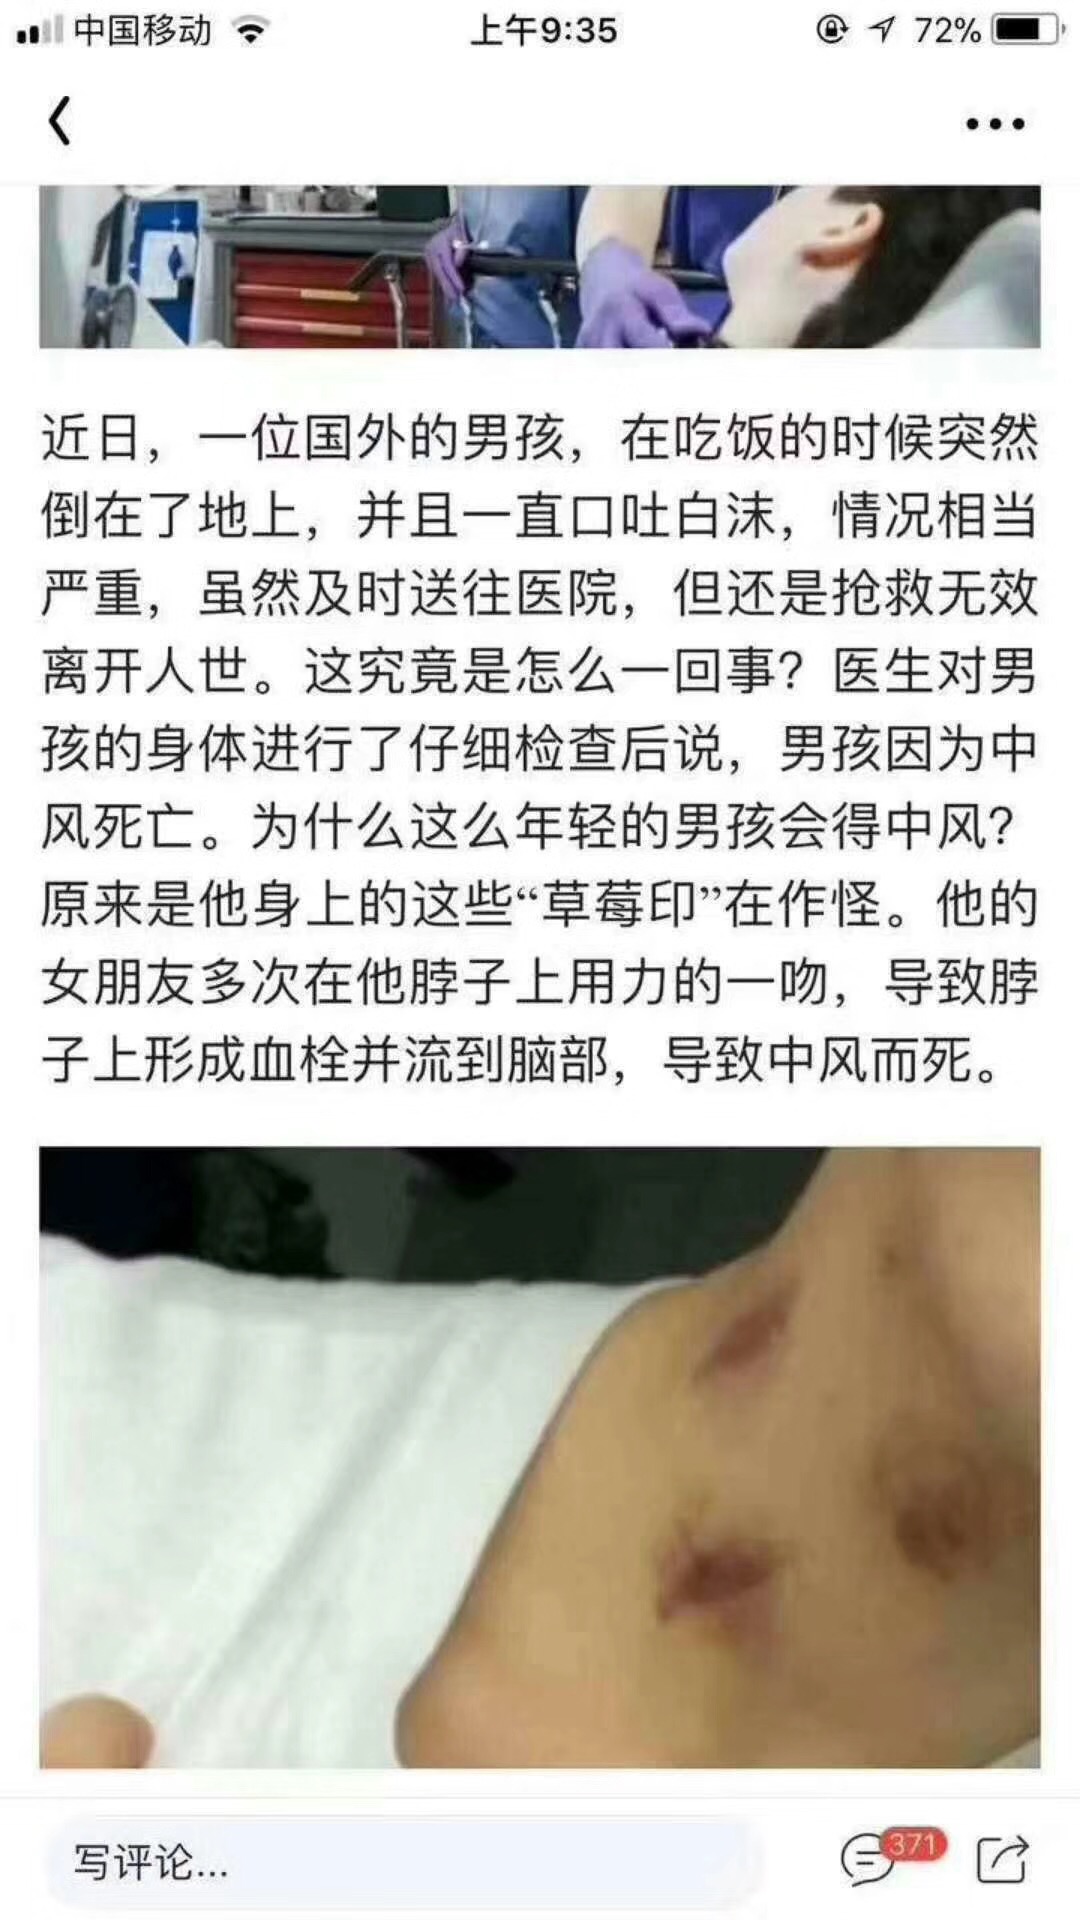 中国移动 上午9:35 72%
近日，一位国外的男孩，在吃饭的时候突然
倒在了地上，并且一直口吐白沫，情况相当
严重，虽然及时送往医院，但还是抢救无效
离开人世。这究竟是怎么一回事？医生对男
孩的身体进行了仔细检查后说，男孩因为中
风死亡。为什么这么年轻的男孩会得中风？
原来是他身上的这些“草莓印”在作怪。他的
女朋友多次在他脖子上用力的一吻，导致脖
子上形成血栓并流到脑部，导致中风而死。
写评论... 371